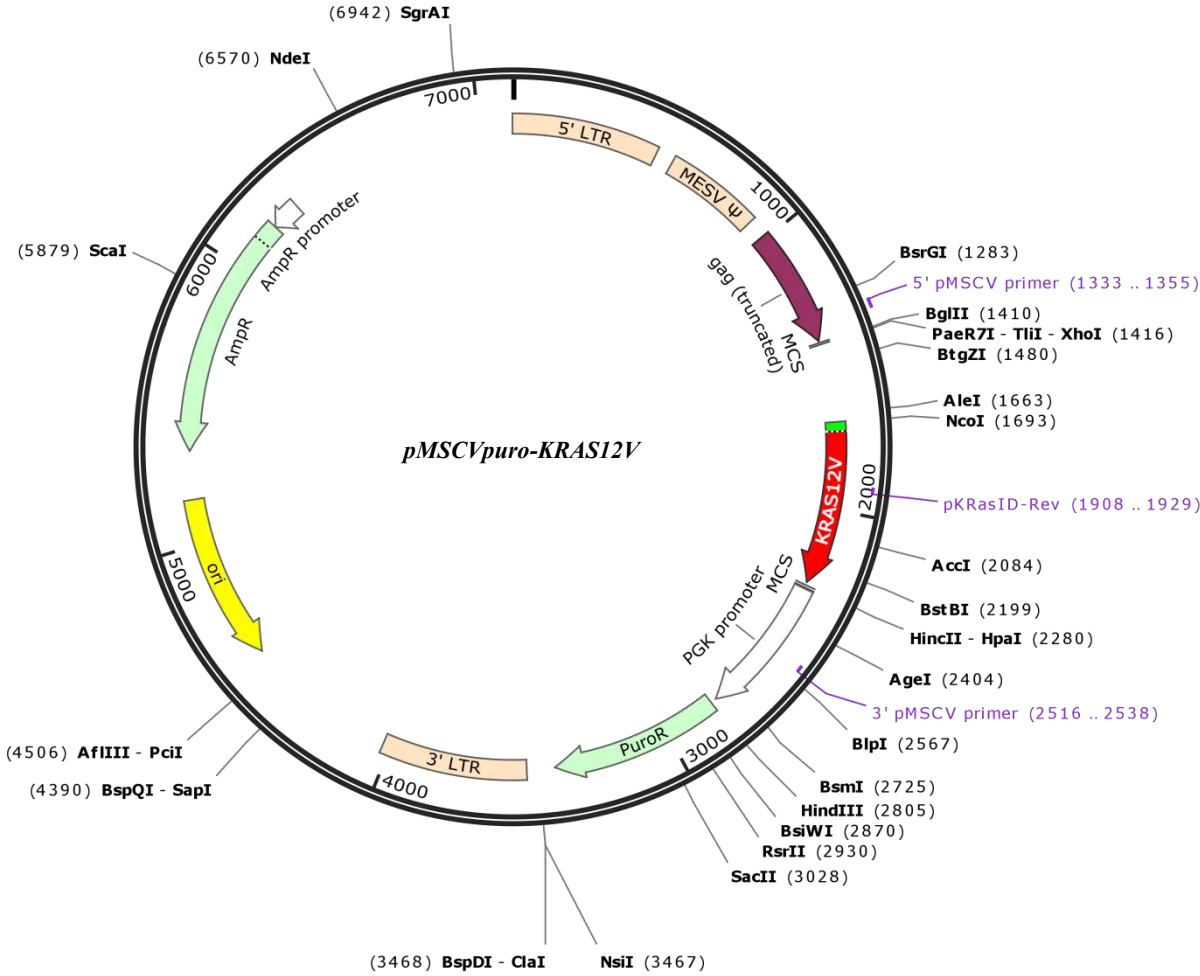 (6942) SgrAI
(6570) NdeI
7000
5' LTR
MESV Ψ
1000
AmpR promoter
(5879) ScaI
6000
gag (truncated)
MCS
BsrGI (1283)
5' pMSCV primer (1333 .. 1355)
BglII (1410)
PaeR7I - TliI - XhoI (1416)
BtgZI (1480)
AmpR
AleI (1663)
NcoI (1693)
pMSCVpuro-KRAS12V
KRAS12V
2000
pKRasID-Rev (1908 .. 1929)
AccI (2084)
MCS
BstBI (2199)
PGK promoter
HincII - HpaI (2280)
5000
ori
AgeI (2404)
3' pMSCV primer (2516 .. 2538)
BlpI (2567)
PuroR
3000
3' LTR
4000
(4506) AflIII - PciI
(4390) BspQI - SapI
BsmI (2725)
HindIII (2805)
BsiWI (2870)
RsrII (2930)
SacII (3028)
(3468) BspDI - ClaI
NsiI (3467)